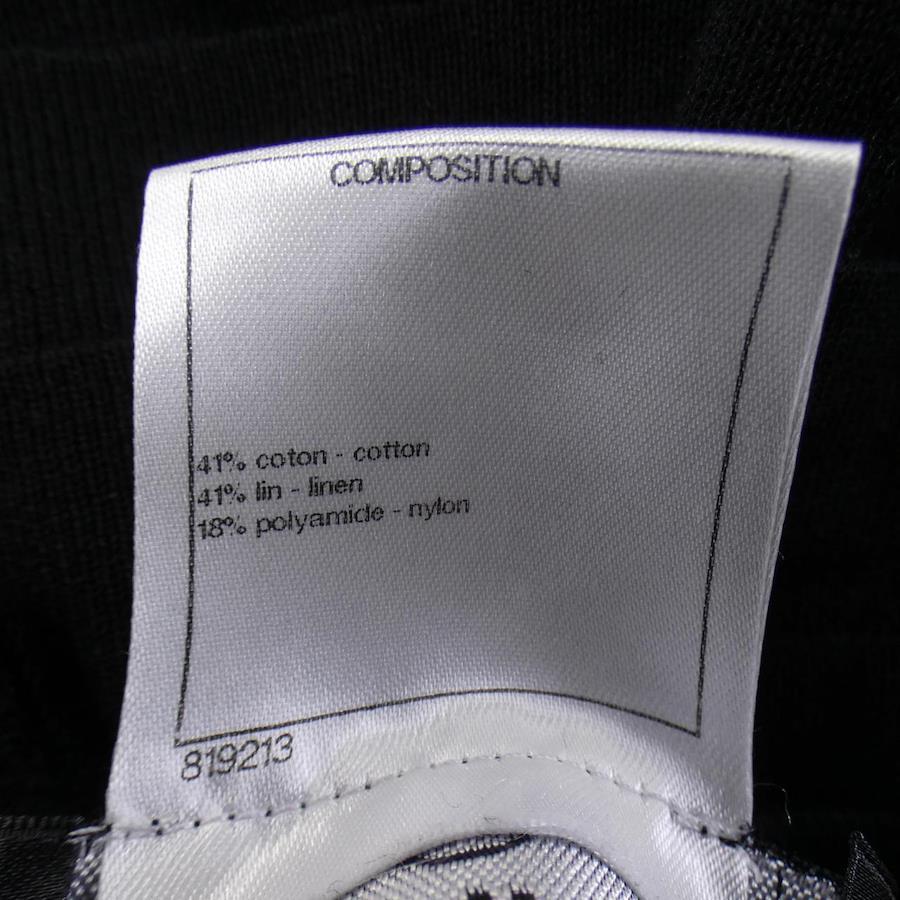 COMPOSITION
41% coton - cotton
41% lin - linen
18% polyamide - nylon
819213